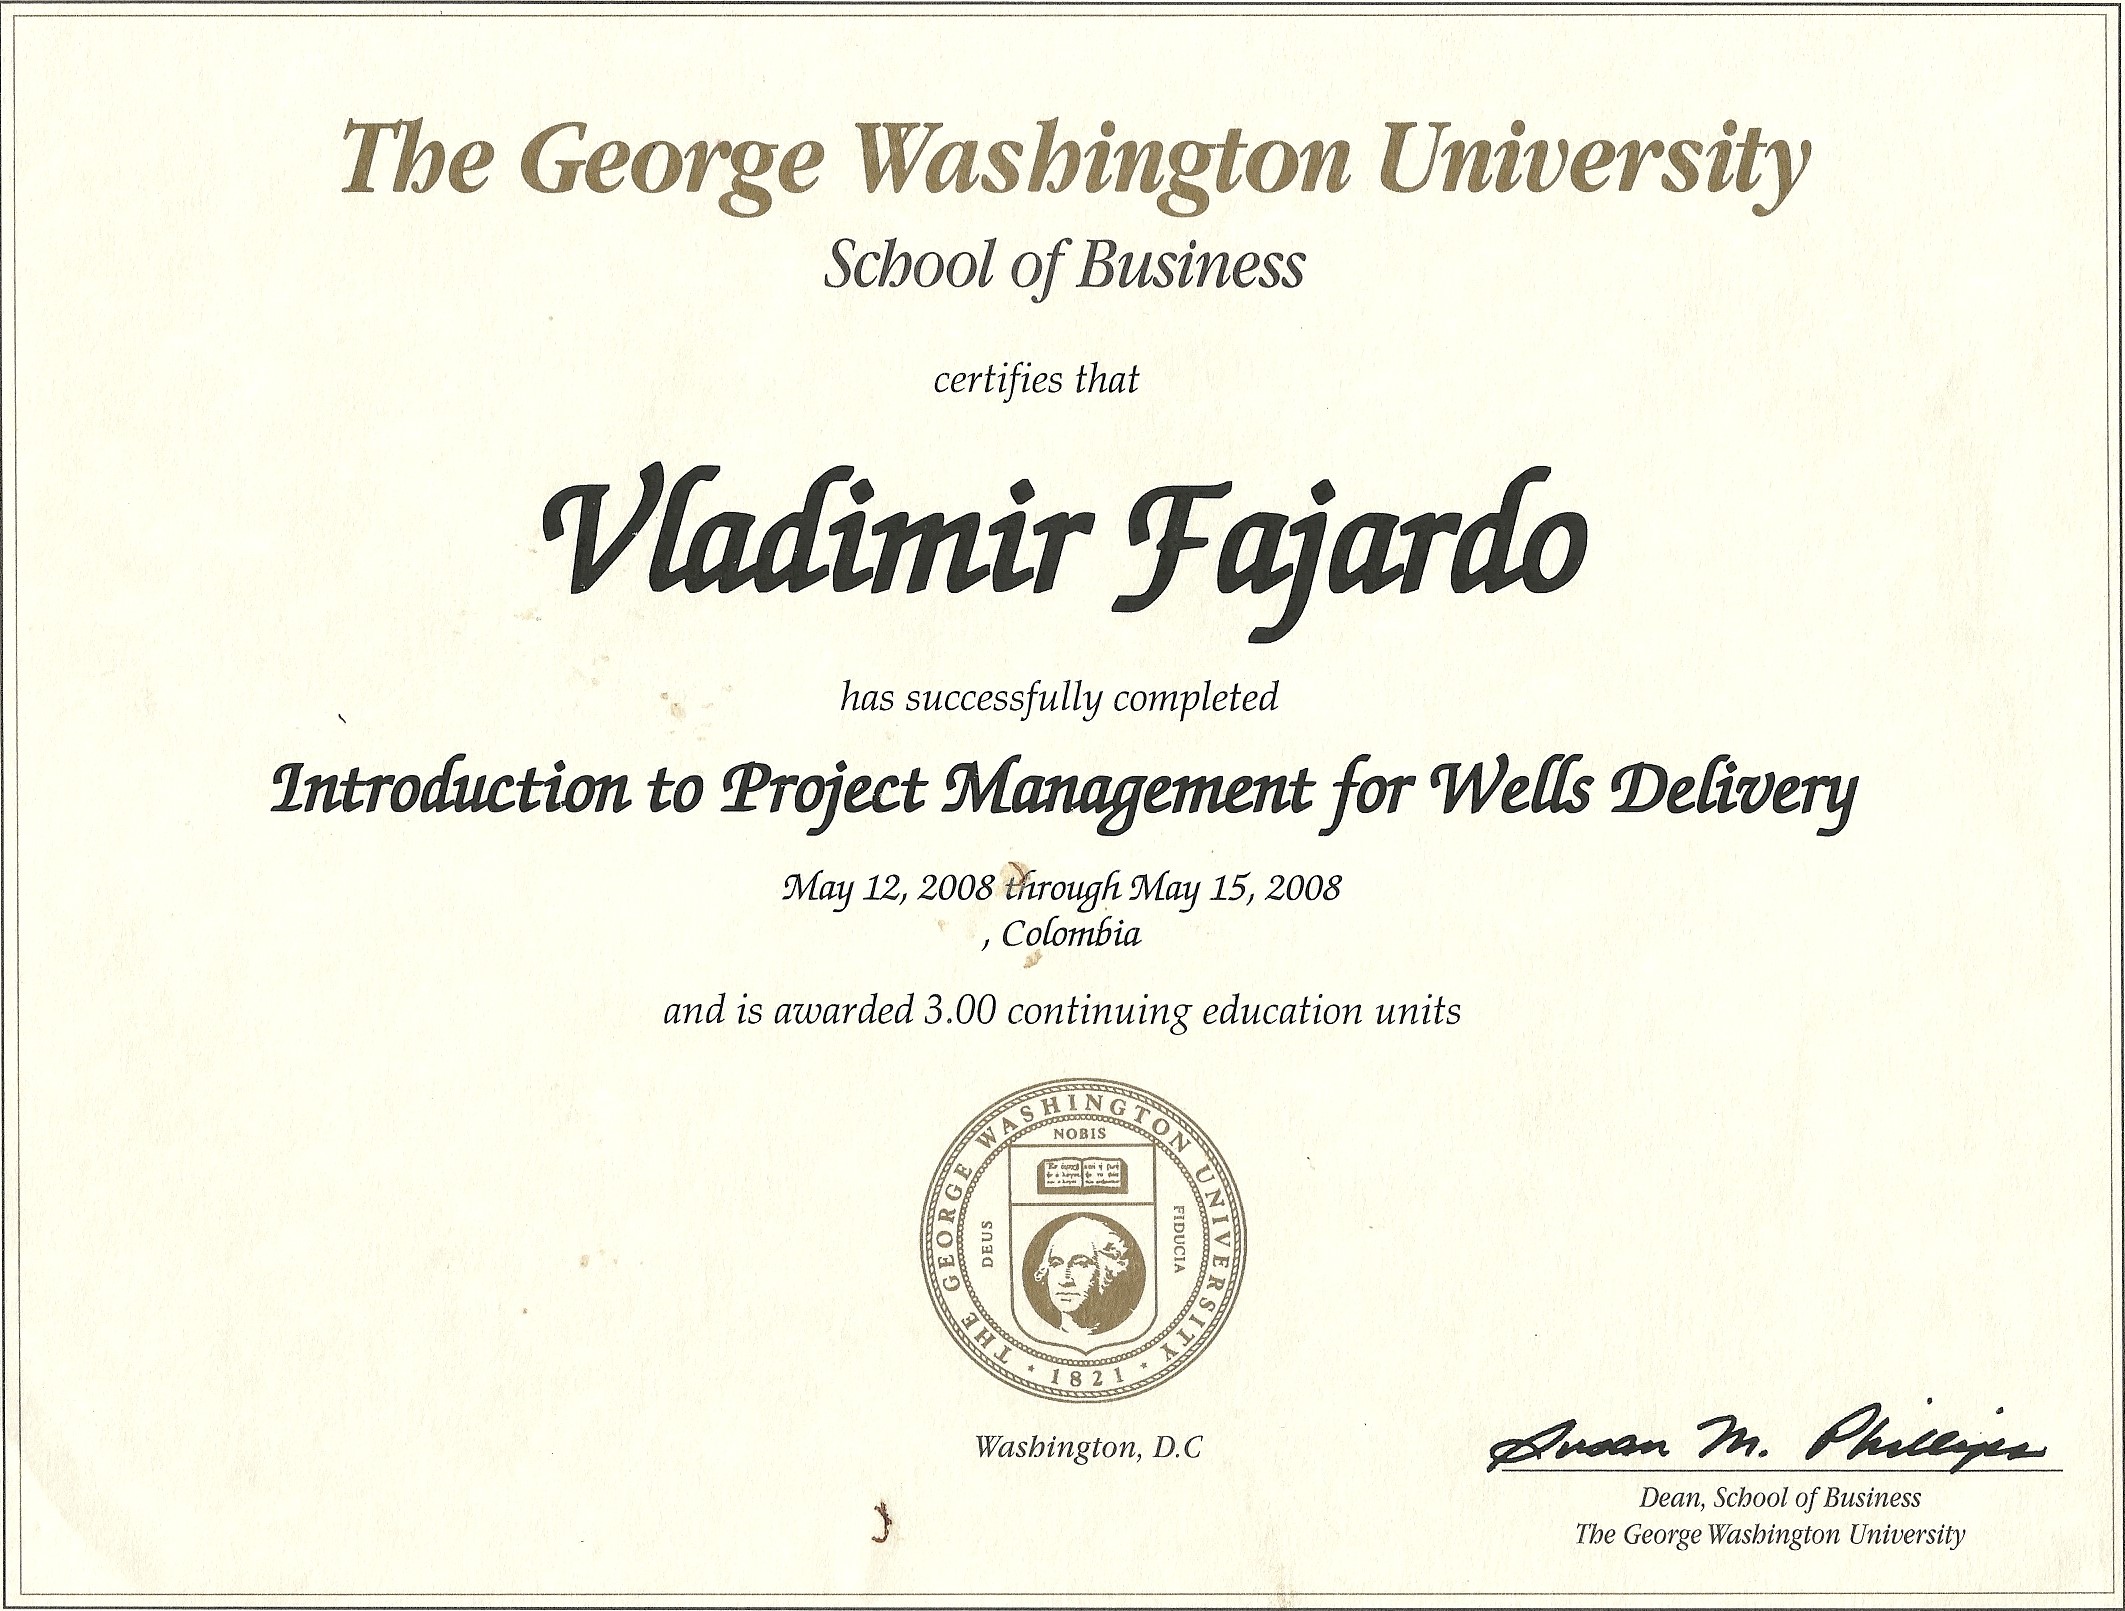 The George Washington University
School of Business
certifies that
Vladimir Fajardo
has successfully completed
Introduction to Project Management for Wells Delivery
May 12, 2008 through May 15, 2008
, Colombia
and is awarded 3.00 continuing education units
THE GEORGE WASHINGTON UNIVERSITY
NOBIS
DEUS
FIDUCIA
1821
Washington, D.C
Susan M. Phillips
Dean, School of Business
The George Washington University